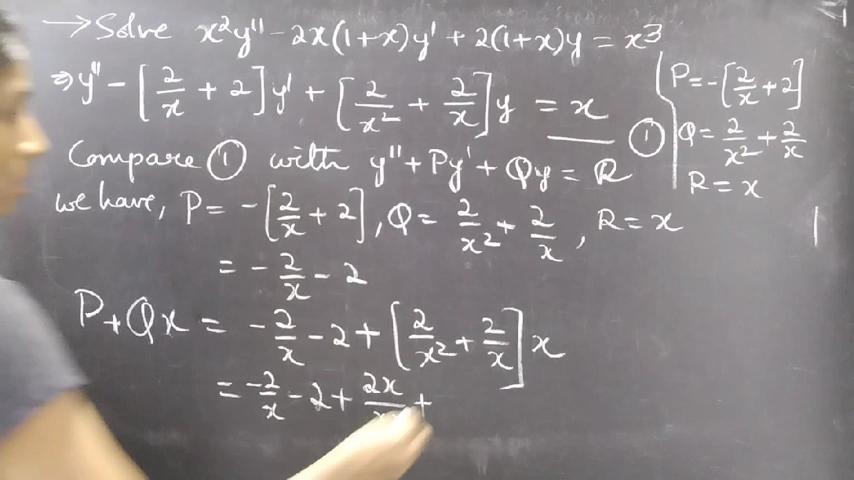 → Solve x²y'' - 2x(1+x)y' + 2(1+x)y = x³
⇒ y'' - [2/x + 2]y' + [2/x² + 2/x]y = x —— ①
Compare ① with y'' + Py' + Qy = R
we have, P = -[2/x + 2], Q = 2/x² + 2/x, R = x
= -2/x - 2
P + Qx = -2/x - 2 + [2/x² + 2/x]x
= -2/x - 2 + 2x/ +
P = -[2/x + 2]
Q = 2/x² + 2/x
R = x